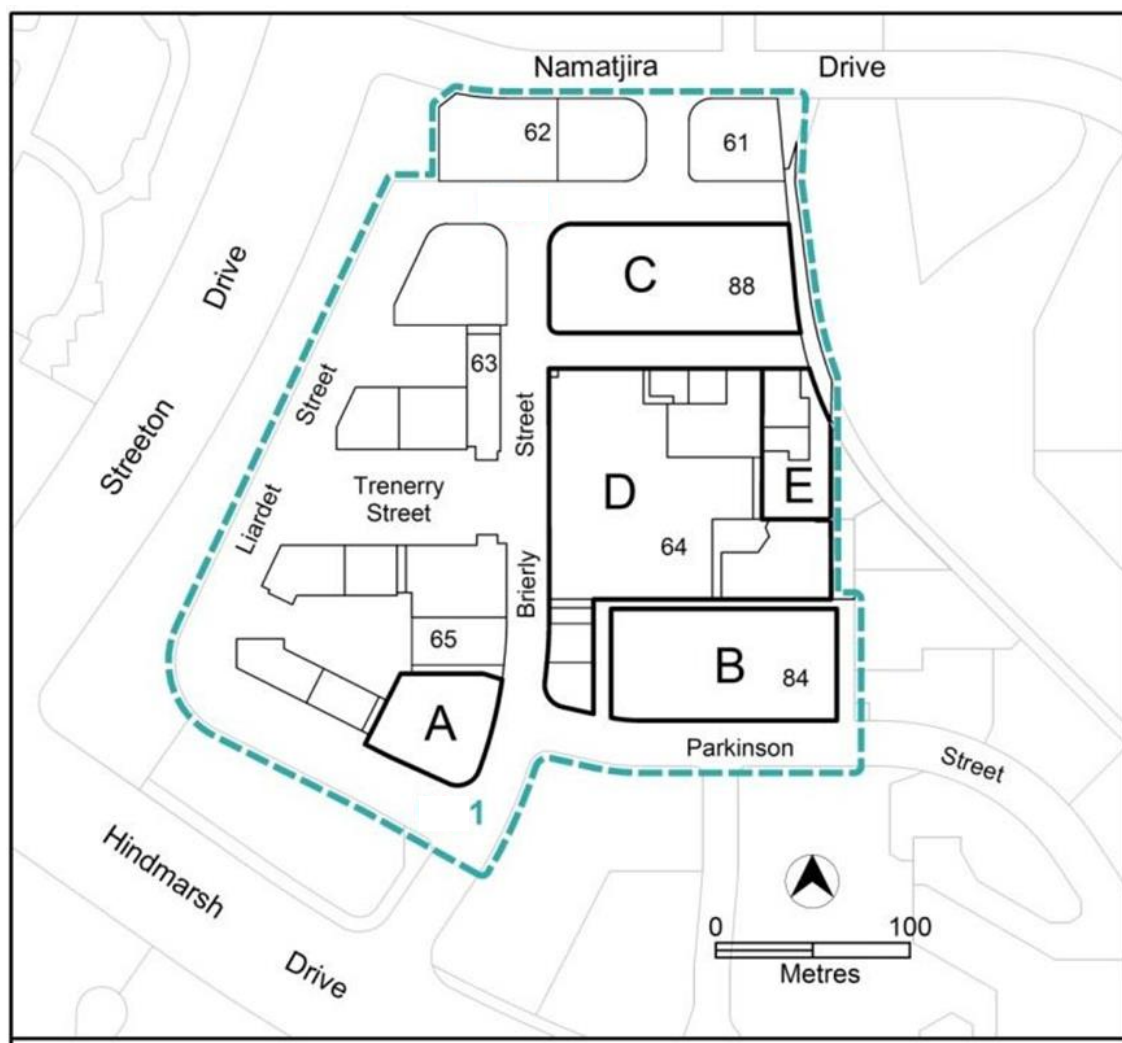 Namatjira Drive
62
61
C
88
Drive
63
Street
Street
Streeton
Trenerry
Street
D
E
Liardet
64
Brierly
65
B
84
A
Parkinson
Street
1
Hindmarsh
Drive
0 100
Metres